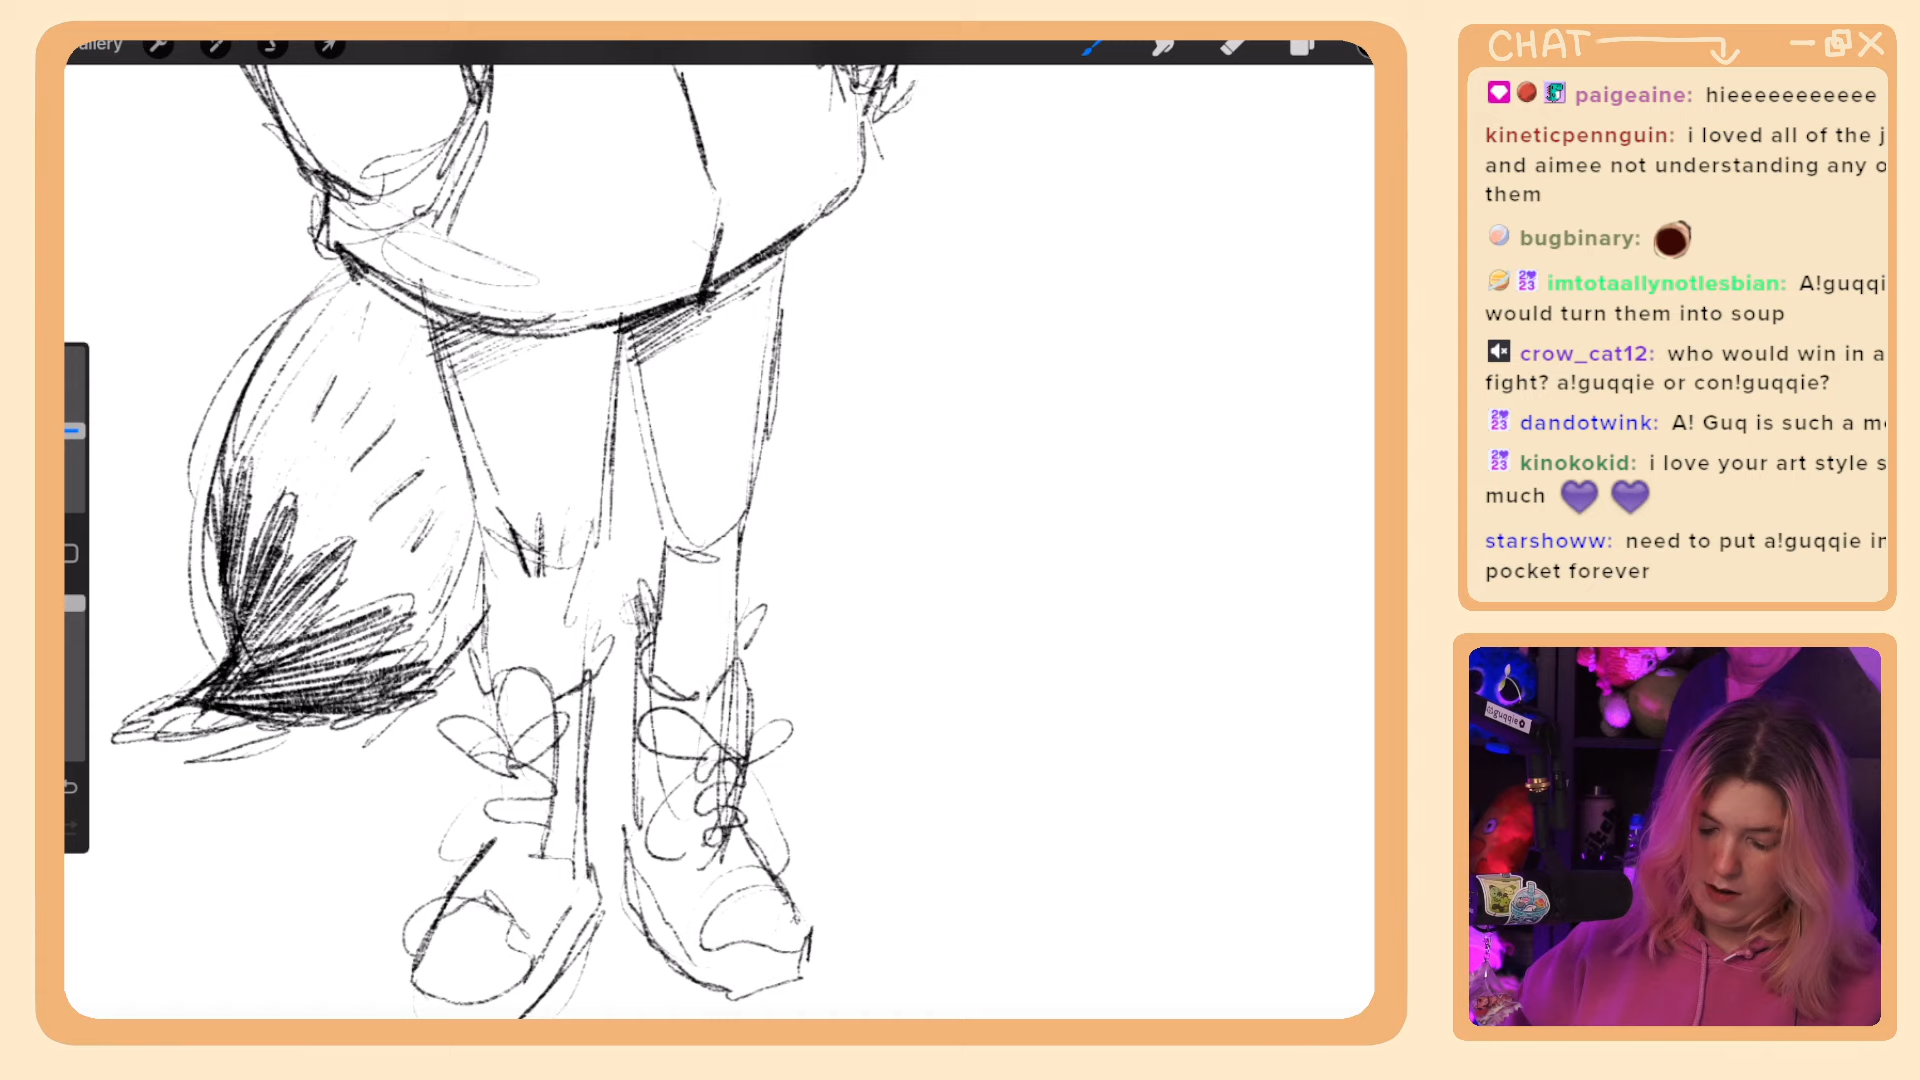 allery
CHAT
paigeaine: hieeeeeeeeeee
kineticpennguin: i loved all of the j
and aimee not understanding any o
them
bugbinary:
imtotaallynotlesbian: A!guqqi
would turn them into soup
crow_cat12: who would win in a
fight? a!guqqie or con!guqqie?
dandotwink: A! Guq is such a m
kinokokid: i love your art style s
much
starshoww: need to put a!guqqie in
pocket forever
@guqqie